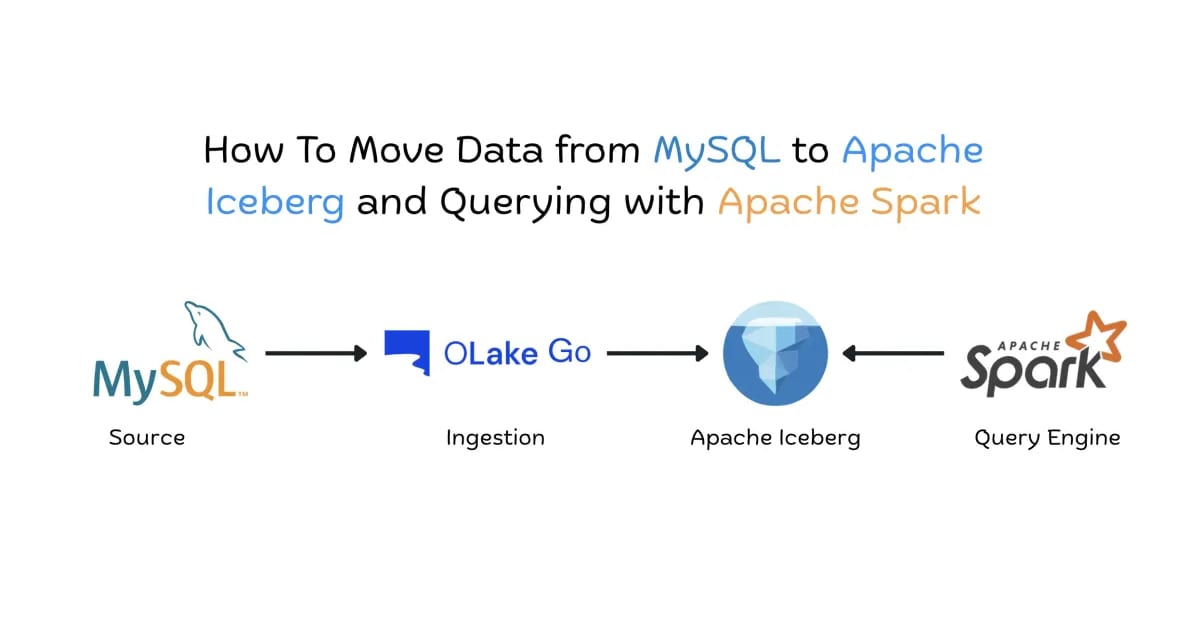 How To Move Data from MySQL to Apache
Iceberg and Querying with Apache Spark
MySQL™
OLake Go
APACHE
Spark
Source
Ingestion
Apache Iceberg
Query Engine